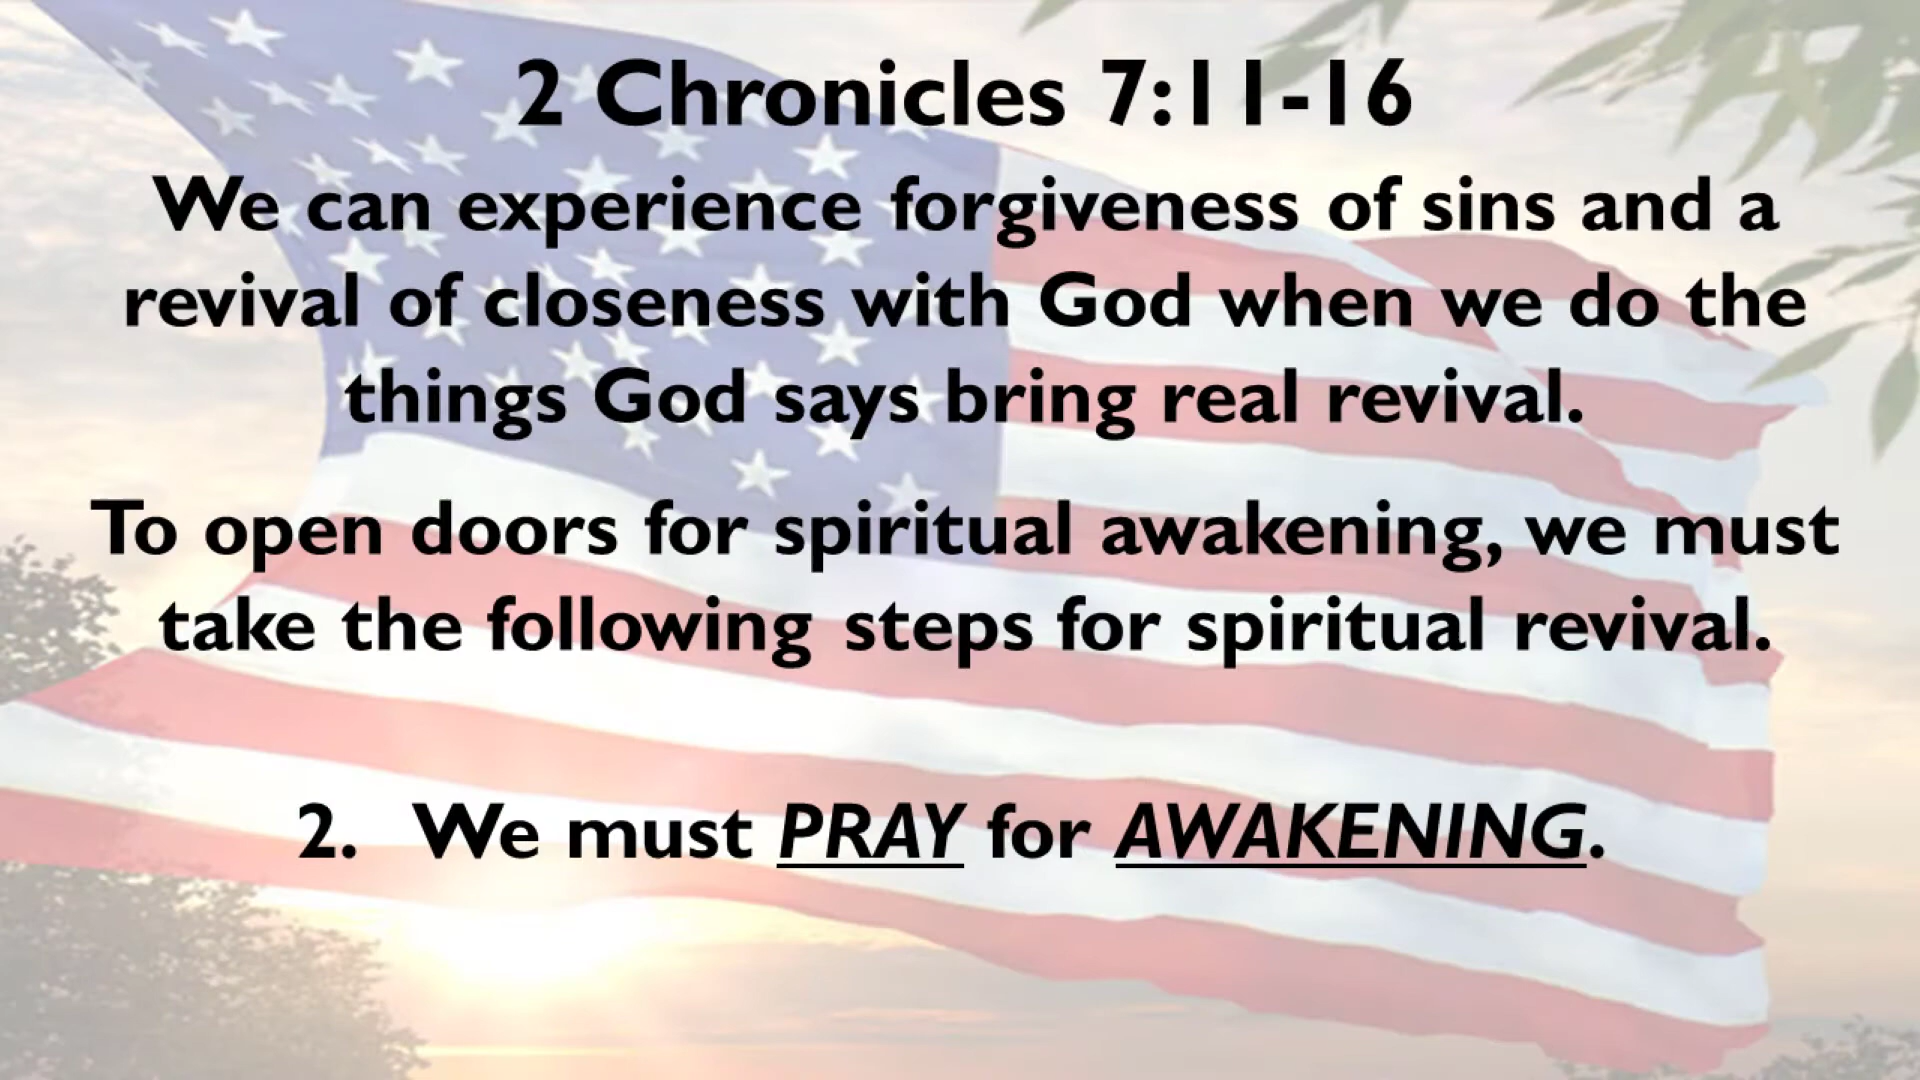 2 Chronicles 7:11-16
We can experience forgiveness of sins and a
revival of closeness with God when we do the
things God says bring real revival.
To open doors for spiritual awakening, we must
take the following steps for spiritual revival.
2. We must PRAY for AWAKENING.